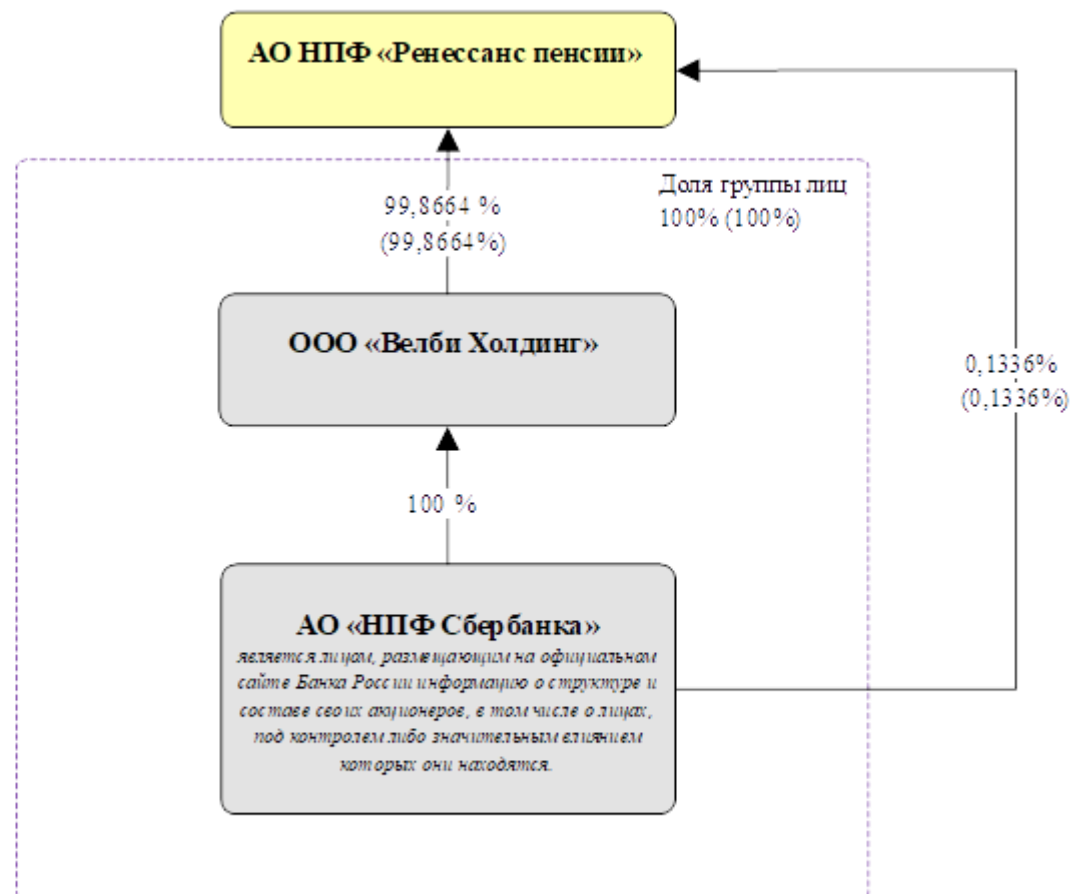 АО НПФ «Ренессанс пенсии»
Доля группы лиц
100% (100%)
99,8664 %
(99,8664%)
ООО «Велби Холдинг»
0,1336%
(0,1336%)
100 %
АО «НПФ Сбербанка»
является лицом, размещающим на официальном
сайте Банка России информацию о структуре и
составе своих акционеров, в том числе о лицах,
под контролем либо значительным влиянием
которых они находятся.